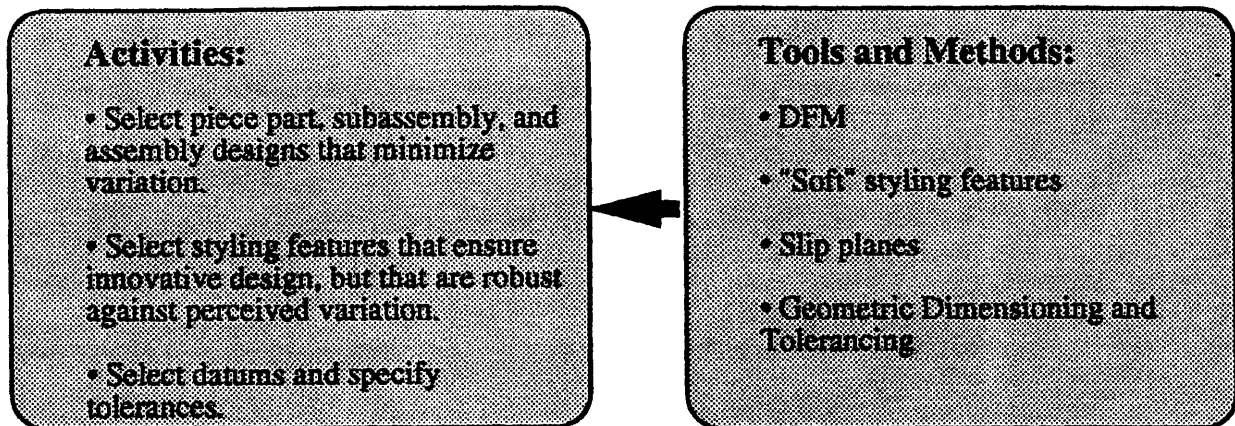 Activities:
• Select piece part, subassembly, and
assembly designs that minimize
variation.
• Select styling features that ensure
innovative design, but that are robust
against perceived variation.
• Select datums and specify
tolerances.
Tools and Methods:
• DFM
• "Soft" styling features
• Slip planes
• Geometric Dimensioning and
Tolerancing